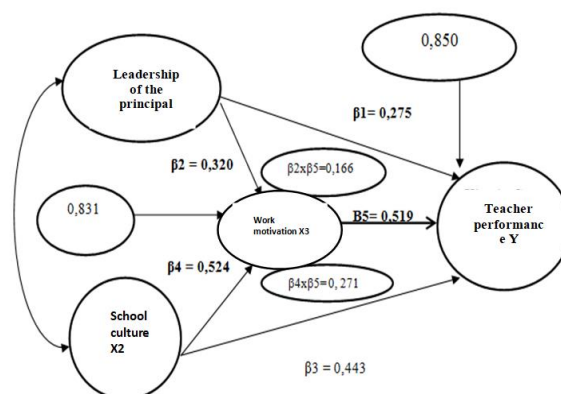 0,850
Leadership
of the
principal
β1= 0,275
β2 = 0,320
β2xβ5=0,166
0,831
Work
motivation X3
B5= 0,519
Teacher
performanc
e Y
β4 = 0,524
β4xβ5=0, 271
School
culture
X2
β3 = 0,443